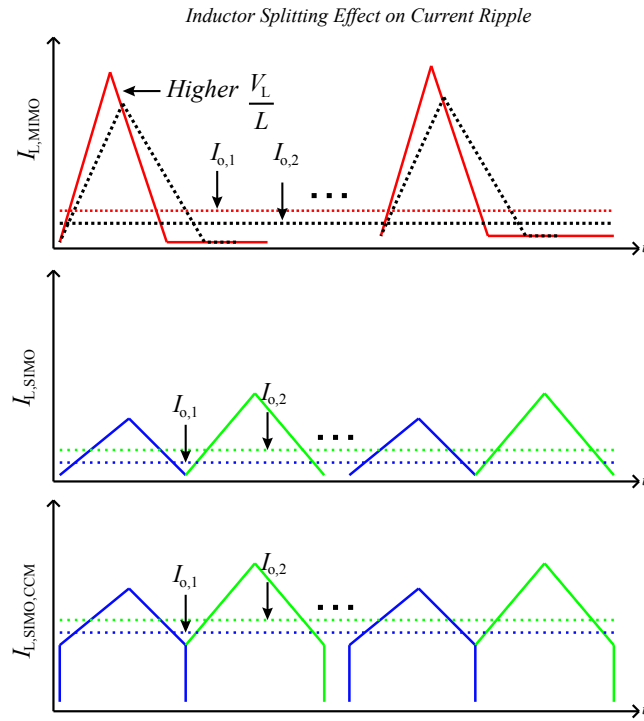 Inductor Splitting Effect on Current Ripple
I_L,MIMO
Higher V_L/L
I_o,1
I_o,2
...
t
I_L,SIMO
I_o,1
I_o,2
...
t
I_L,SIMO,CCM
I_o,1
I_o,2
...
t